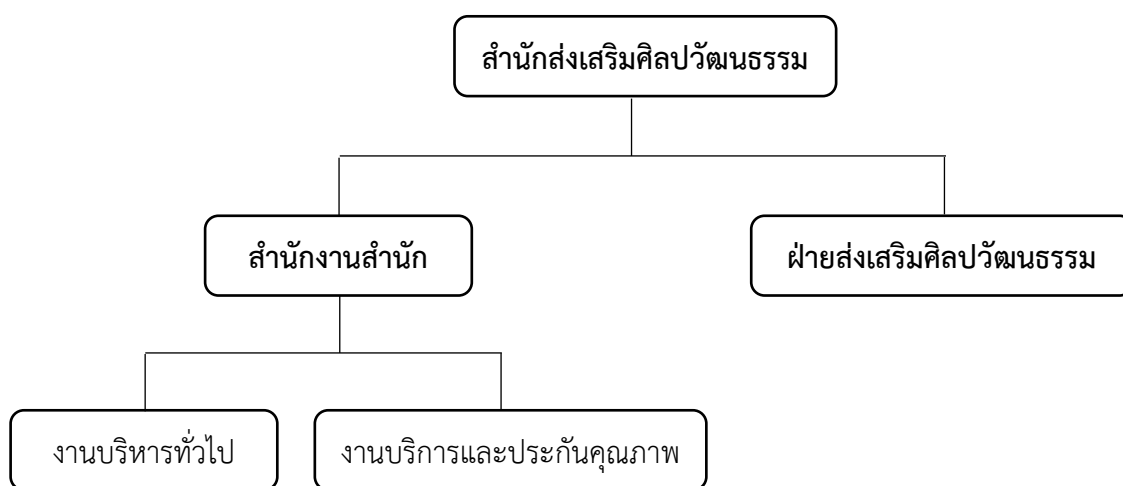 สำนักส่งเสริมศิลปวัฒนธรรม
สำนักงานสำนัก
ฝ่ายส่งเสริมศิลปวัฒนธรรม
งานบริหารทั่วไป
งานบริการและประกันคุณภาพ